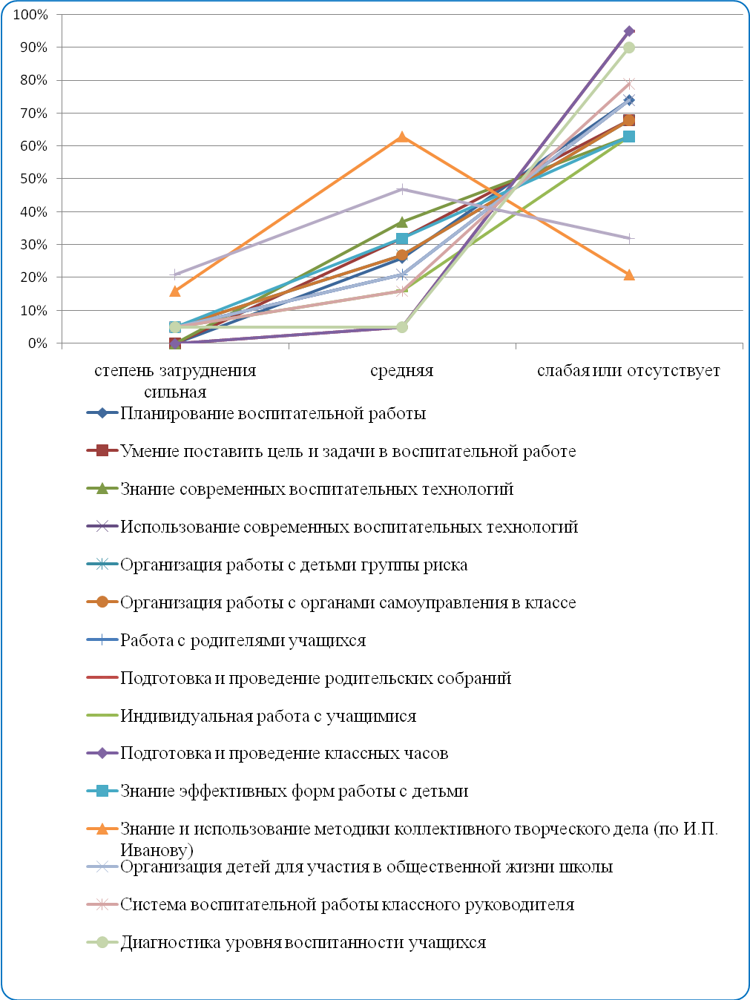 100%
90%
80%
70%
60%
50%
40%
30%
20%
10%
0%
степень затруднения
сильная
средняя
слабая или отсутствует
Планирование воспитательной работы
Умение поставить цель и задачи в воспитательной работе
Знание современных воспитательных технологий
Использование современных воспитательных технологий
Организация работы с детьми группы риска
Организация работы с органами самоуправления в классе
Работа с родителями учащихся
Подготовка и проведение родительских собраний
Индивидуальная работа с учащимися
Подготовка и проведение классных часов
Знание эффективных форм работы с детьми
Знание и использование методики коллективного творческого дела (по И.П.
Иванову)
Организация детей для участия в общественной жизни школы
Система воспитательной работы классного руководителя
Диагностика уровня воспитанности учащихся